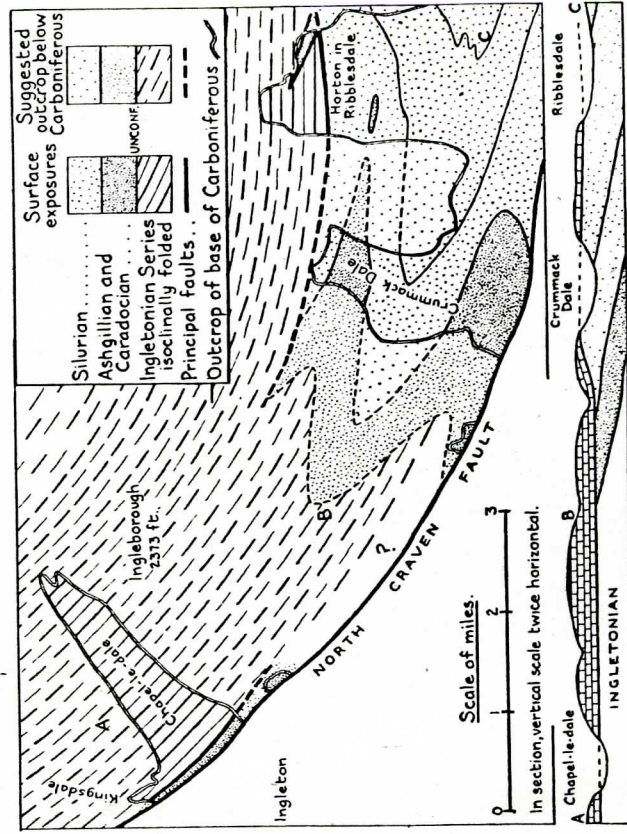 Surface exposures
Suggested outcrop below Carboniferous
Silurian ........
Ashgillian and
Caradocian ....
UNCONF.
Ingletonian Series
isoclinally folded
Principal faults ..
Outcrop of base of Carboniferous
Kingsdale
A
Chapel-le-dale
Ingleborough
2373 ft.
Ingleton
B
?
NORTH CRAVEN FAULT
Crummack Dale
Horton in
Ribblesdale
C
Scale of miles.
0 1 2 3
In section, vertical scale twice horizontal.
A
Chapel-le-dale
B
Crummack
Dale
Ribblesdale
C
INGLETONIAN